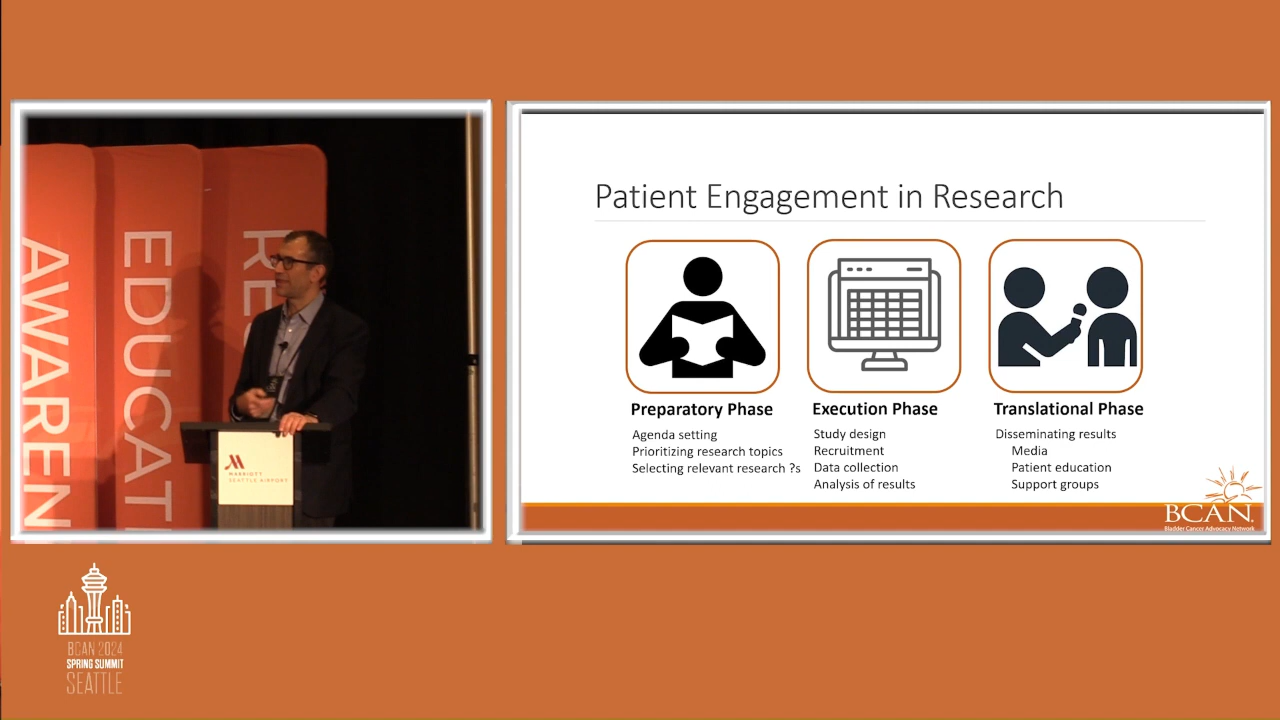 AWAREN
EDUCATI
RES
MARRIOTT
SEATTLE AIRPORT
Patient Engagement in Research
Preparatory Phase
Agenda setting
Prioritizing research topics
Selecting relevant research ?s
Execution Phase
Study design
Recruitment
Data collection
Analysis of results
Translational Phase
Disseminating results
Media
Patient education
Support groups
BCAN
Bladder Cancer Advocacy Network
BCAN 2024
SPRING SUMMIT
SEATTLE